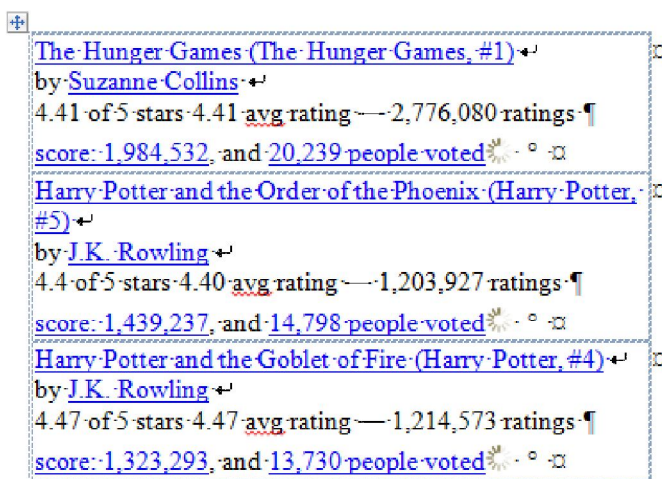 The Hunger Games (The Hunger Games, #1)
by Suzanne Collins
4.41 of 5 stars 4.41 avg rating — 2,776,080 ratings ¶
score: 1,984,532, and 20,239 people voted
Harry Potter and the Order of the Phoenix (Harry Potter,
#5)
by J.K. Rowling
4.4 of 5 stars 4.40 avg rating — 1,203,927 ratings ¶
score: 1,439,237, and 14,798 people voted
Harry Potter and the Goblet of Fire (Harry Potter, #4)
by J.K. Rowling
4.47 of 5 stars 4.47 avg rating — 1,214,573 ratings ¶
score: 1,323,293, and 13,730 people voted